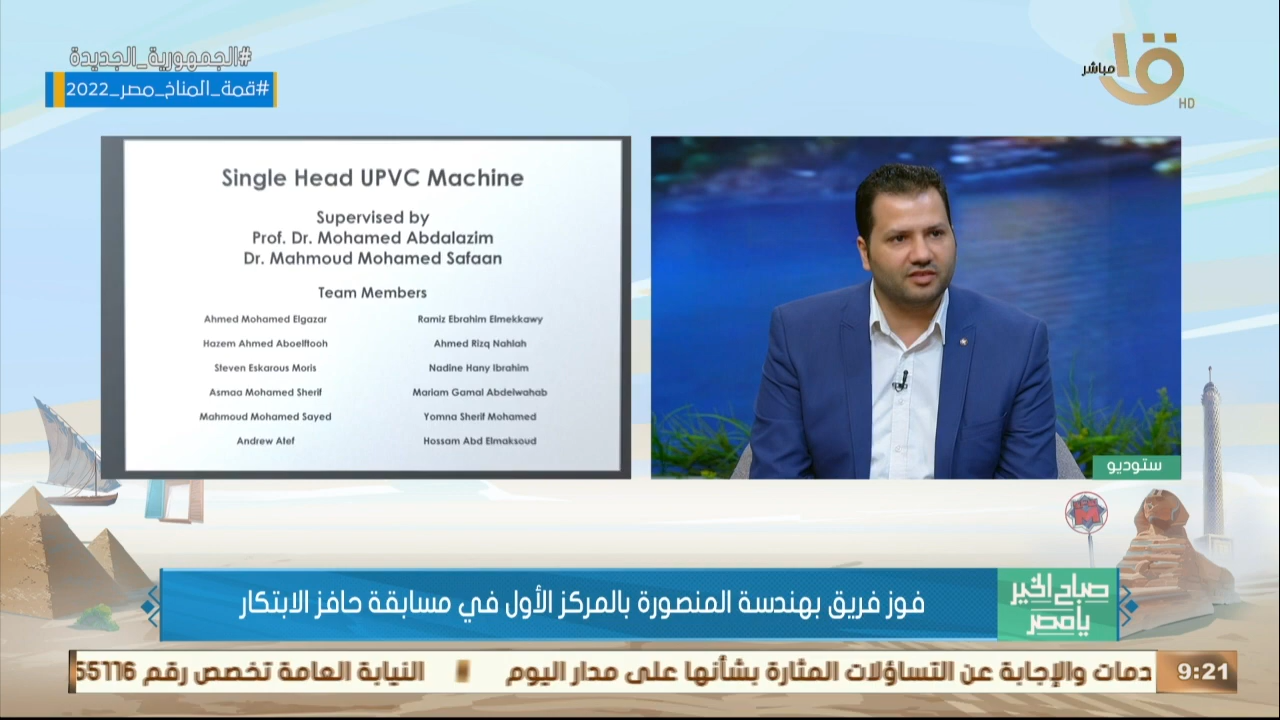 #الجمهورية_الجديدة
#قمة_المناخ_مصر_2022
مباشر
HD
Single Head UPVC Machine
Supervised by
Prof. Dr. Mohamed Abdalazim
Dr. Mahmoud Mohamed Safaan
Team Members
Ahmed Mohamed Elgazar
Ramiz Ebrahim Elmekkawy
Hazem Ahmed Aboelftooh
Ahmed Rizq Nahlah
Steven Eskarous Moris
Nadine Hany Ibrahim
Asmaa Mohamed Sherif
Mariam Gamal Abdelwahab
Mahmoud Mohamed Sayed
Yomna Sherif Mohamed
Andrew Atef
Hossam Abd Elmaksoud
ستوديو
صباح الخير
يا مصر
فوز فريق بهندسة المنصورة بالمركز الأول في مسابقة حافز الابتكار
9:21
دمات والإجابة عن التساؤلات المثارة بشأنها على مدار اليوم
النيابة العامة تخصص رقم 55116